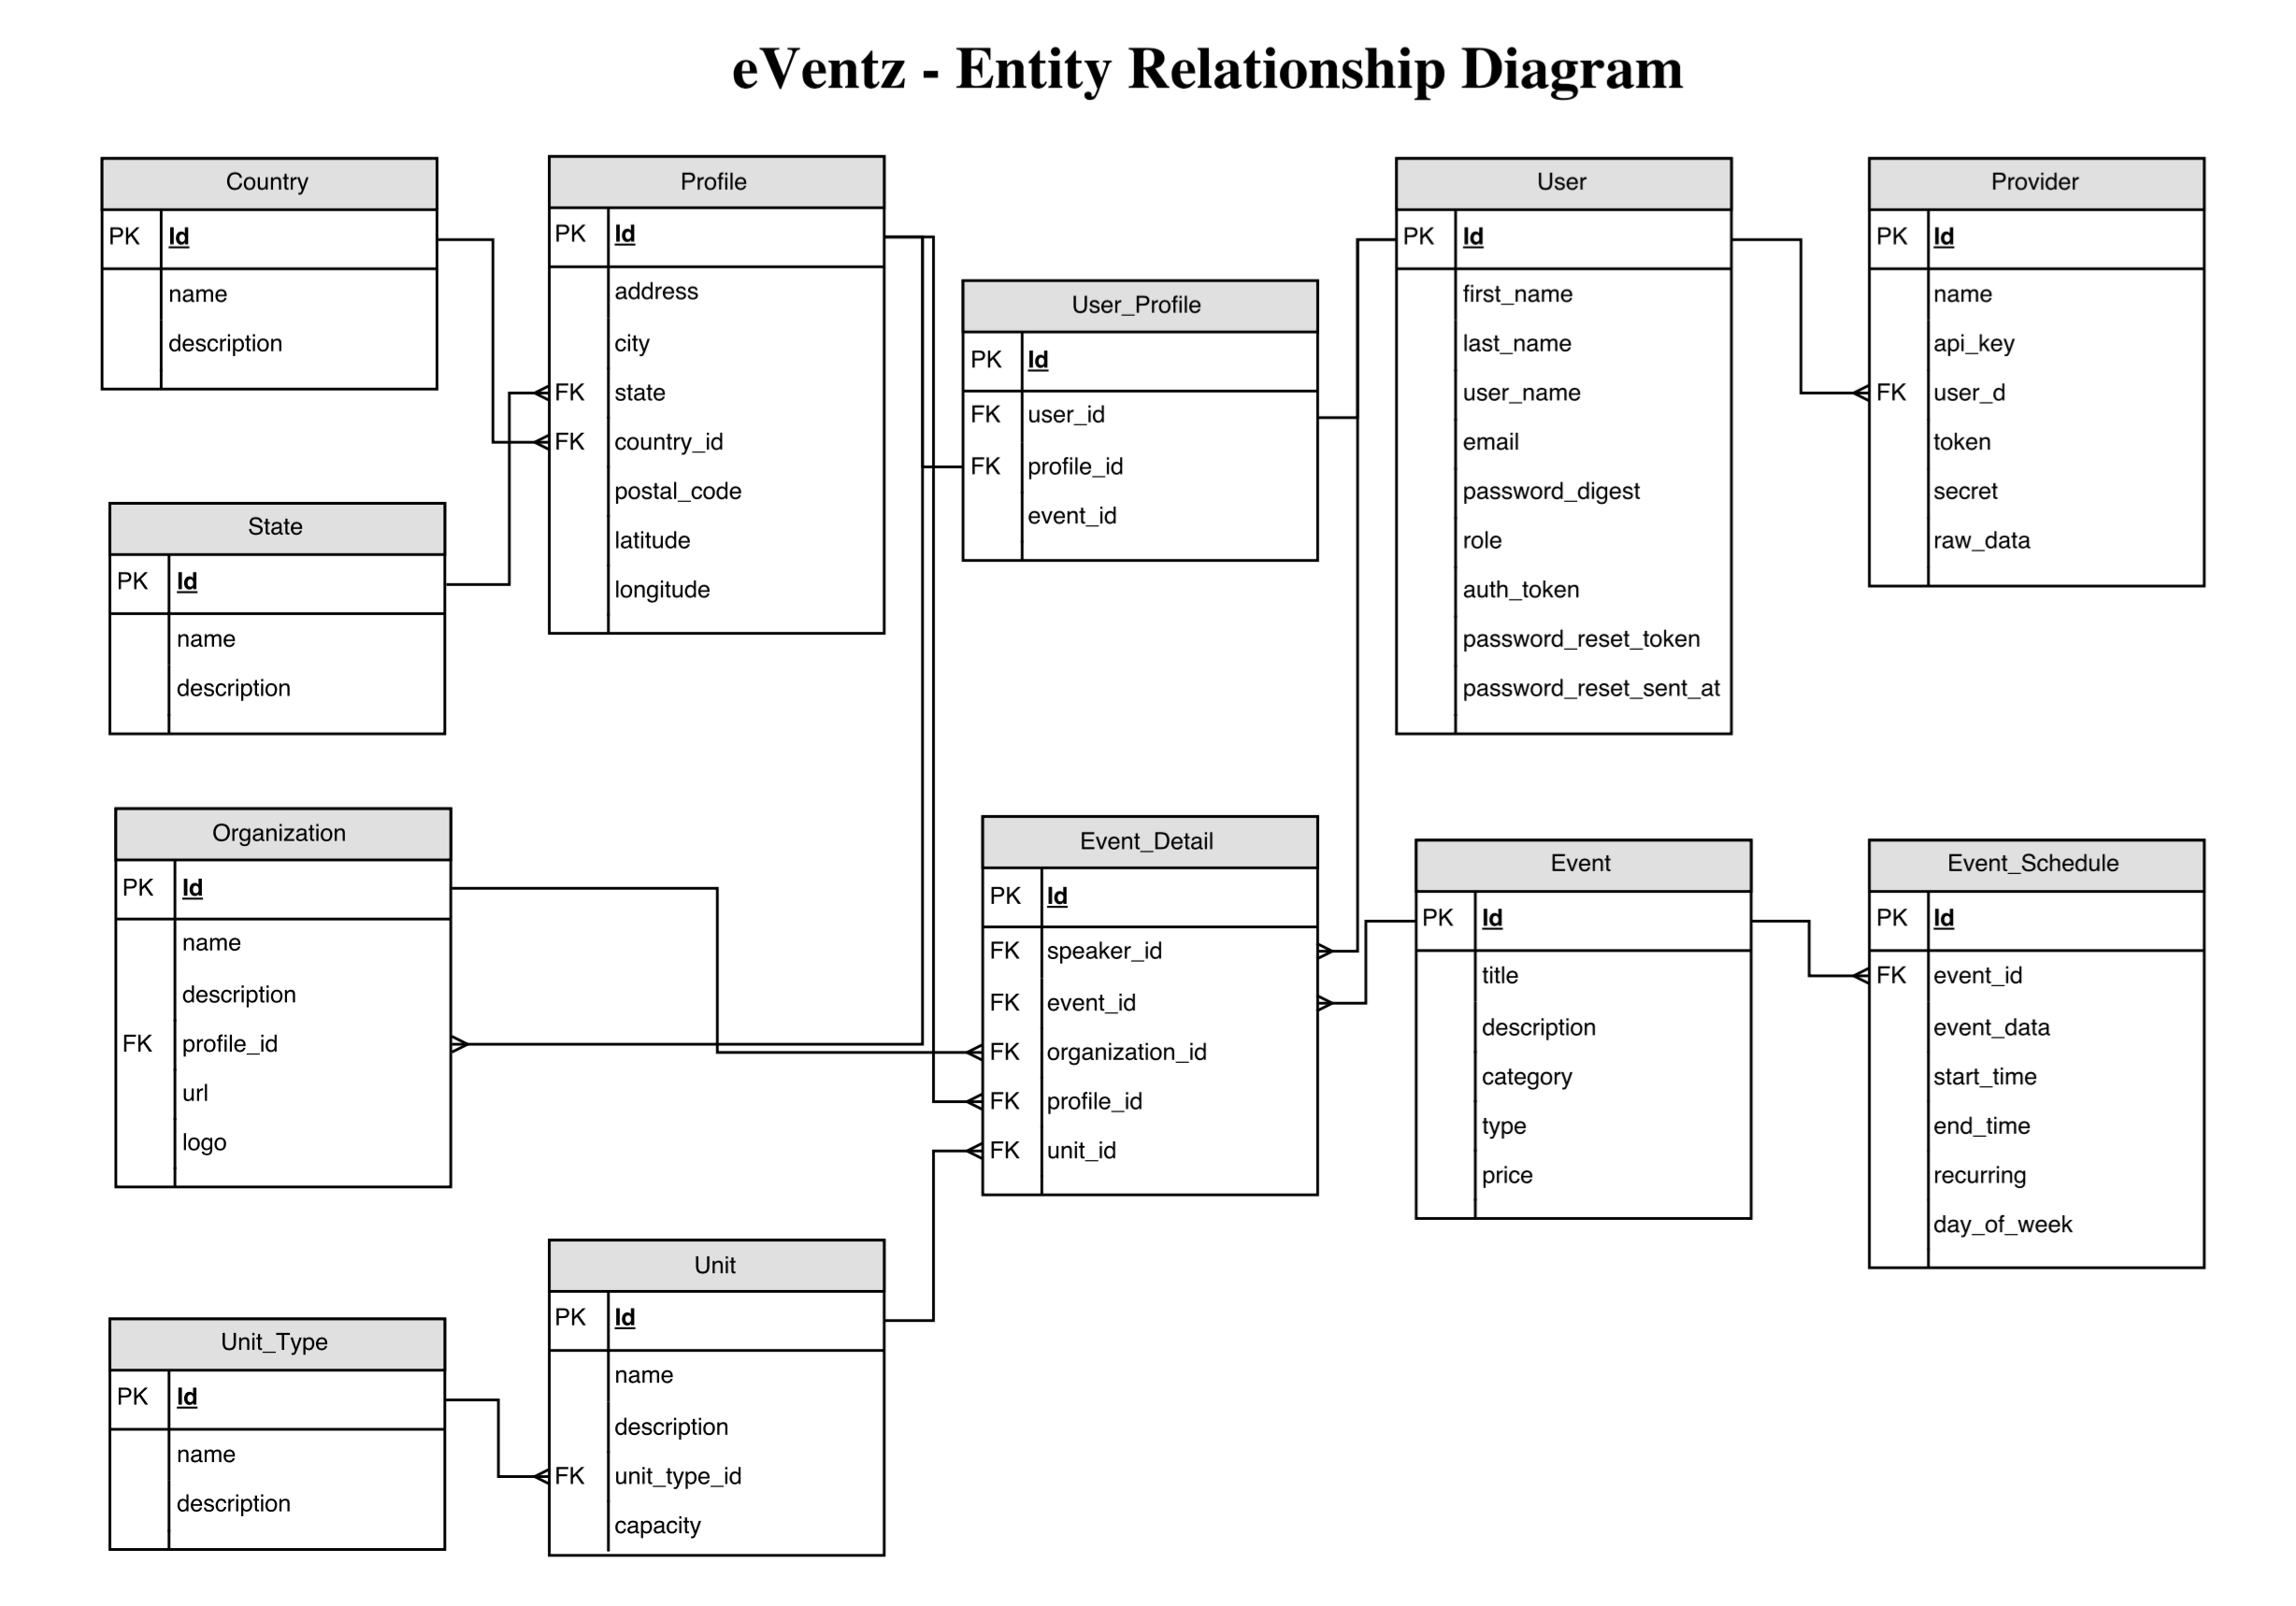 eVentz - Entity Relationship Diagram
Country
PK Id
name
description
Profile
PK Id
address
city
FK state
FK country_id
postal_code
latitude
longitude
User_Profile
PK Id
FK user_id
FK profile_id
event_id
User
PK Id
first_name
last_name
user_name
email
password_digest
role
auth_token
password_reset_token
password_reset_sent_at
Provider
PK Id
name
api_key
FK user_d
token
secret
raw_data
State
PK Id
name
description
Organization
PK Id
name
description
FK profile_id
url
logo
Event_Detail
PK Id
FK speaker_id
FK event_id
FK organization_id
FK profile_id
FK unit_id
Event
PK Id
title
description
category
type
price
Event_Schedule
PK Id
FK event_id
event_data
start_time
end_time
recurring
day_of_week
Unit
PK Id
name
description
FK unit_type_id
capacity
Unit_Type
PK Id
name
description